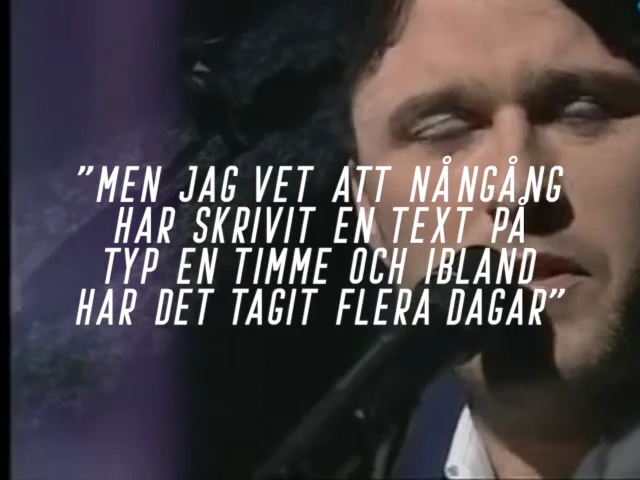 "MEN JAG VET ATT NÅNGÅNG
HAR SKRIVIT EN TEXT PÅ
TYP EN TIMME OCH IBLAND
HAR DET TAGIT FLERA DAGAR"